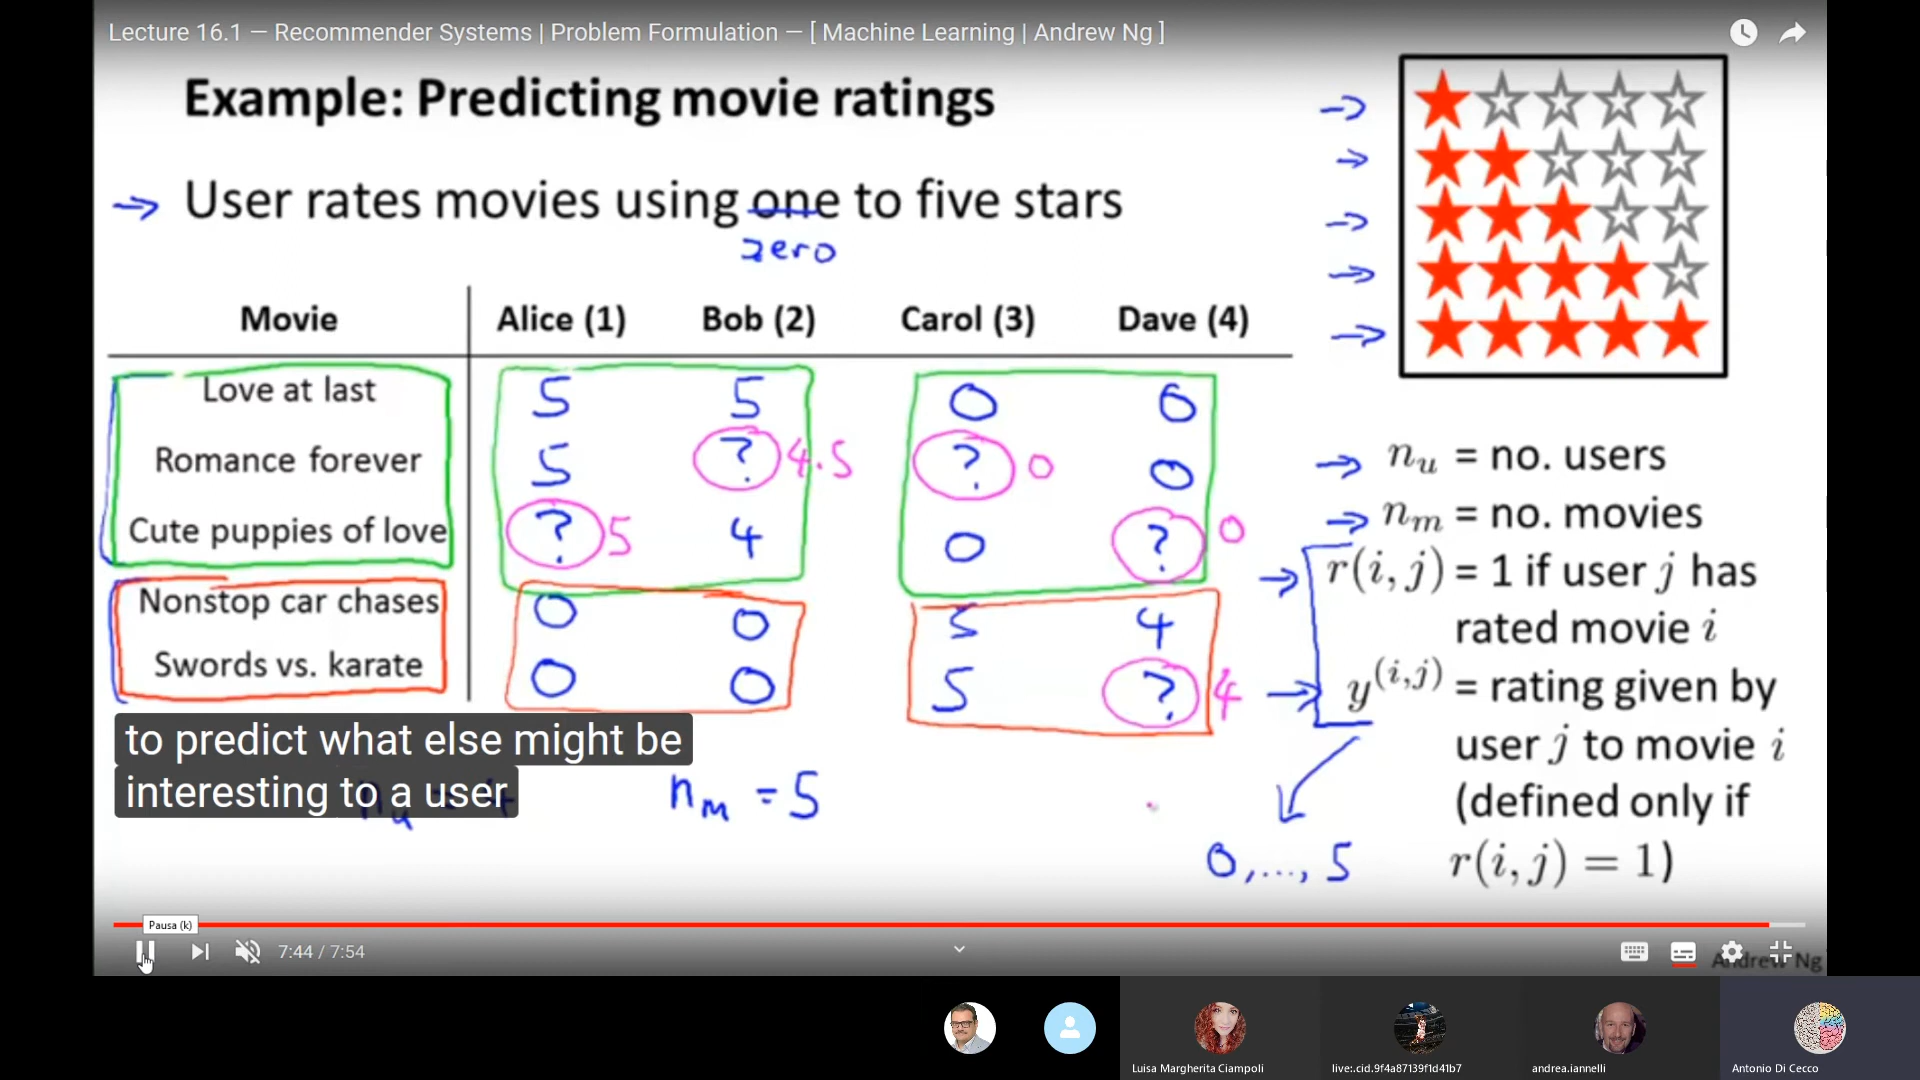 Lecture 16.1 — Recommender Systems | Problem Formulation — [ Machine Learning | Andrew Ng ]
Example: Predicting movie ratings
User rates movies using one to five stars
zero
Movie Alice (1) Bob (2) Carol (3) Dave (4)
Love at last 5 5 0 0
Romance forever 5 ? 4.5 ? 0 0
Cute puppies of love ? 5 4 0 ? 0
Nonstop car chases 0 0 5 4
Swords vs. karate 0 0 5 ? 4
n_u = no. users
n_m = no. movies
r(i, j) = 1 if user j has
rated movie i
y^(i,j) = rating given by
user j to movie i
(defined only if
r(i, j) = 1)
to predict what else might be
interesting to a user
n_u = 4 n_m = 5
0,..., 5
Pausa (k)
7:44 / 7:54
Andrew Ng
Luisa Margherita Ciampoli
live:.cid.9f4a87139f1d41b7
andrea.iannelli
Antonio Di Cecco